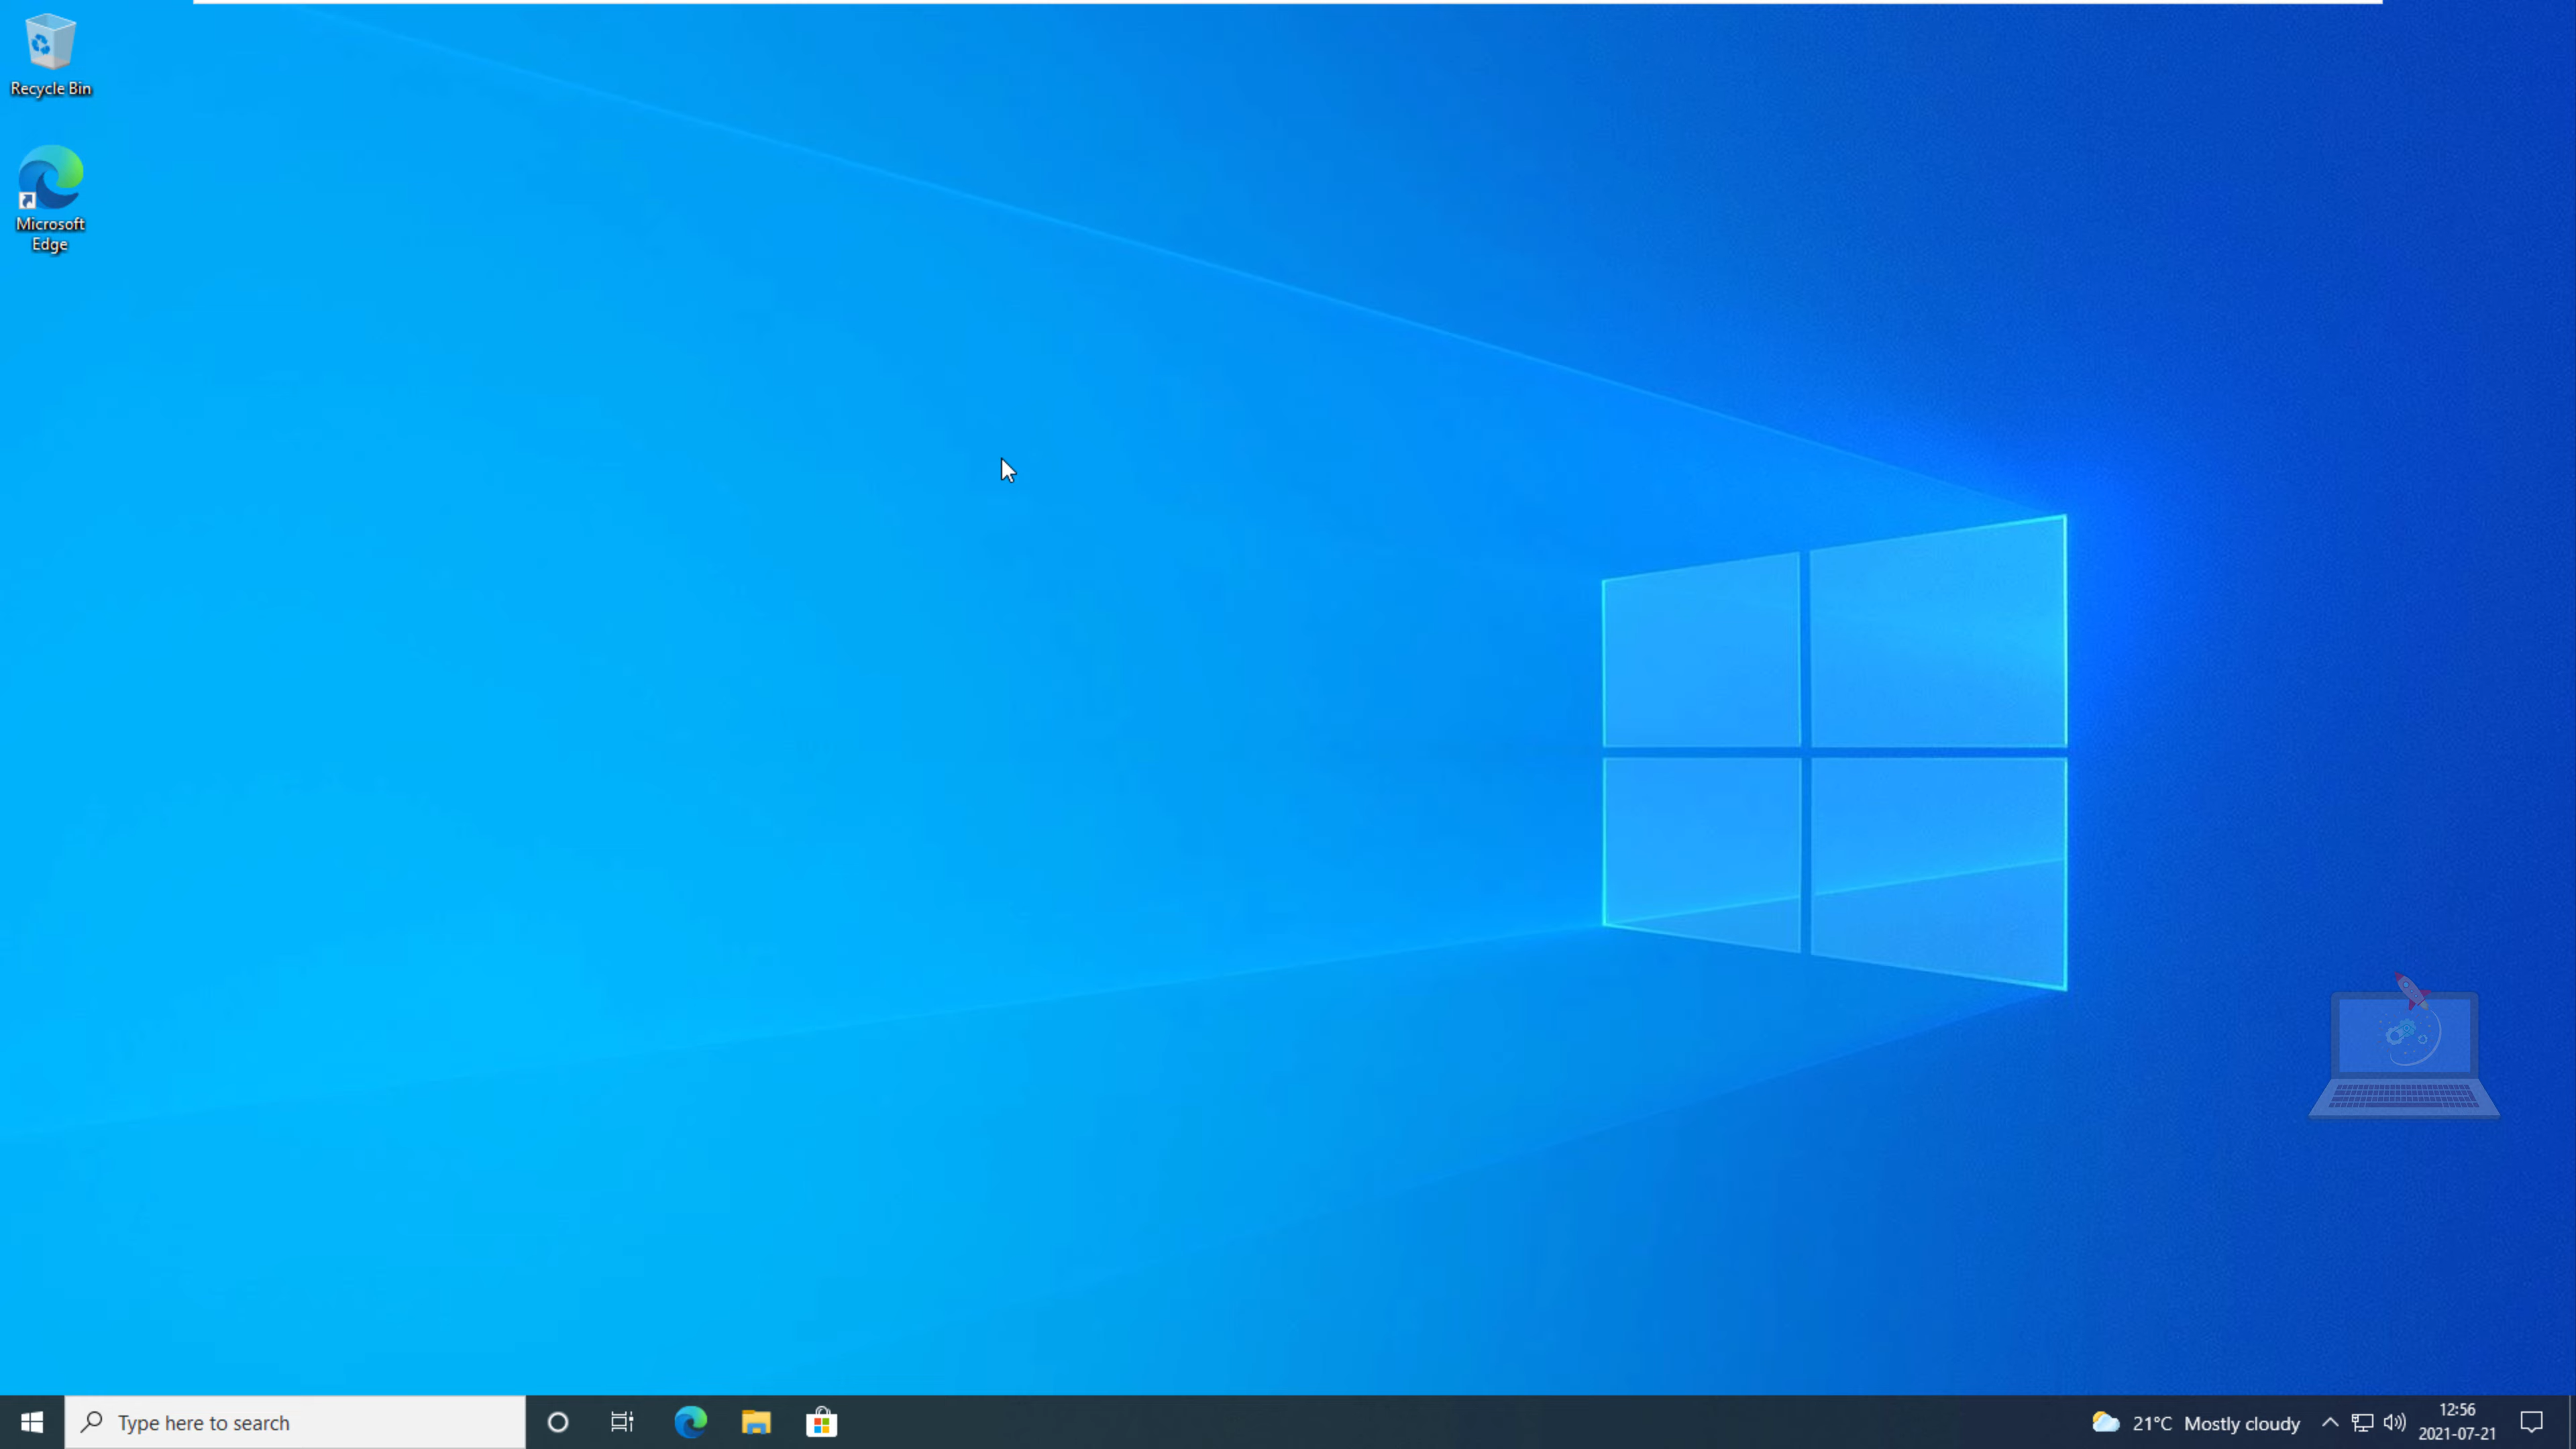 Recycle Bin
Microsoft
Edge
Type here to search
21°C Mostly cloudy
12:56
2021-07-21